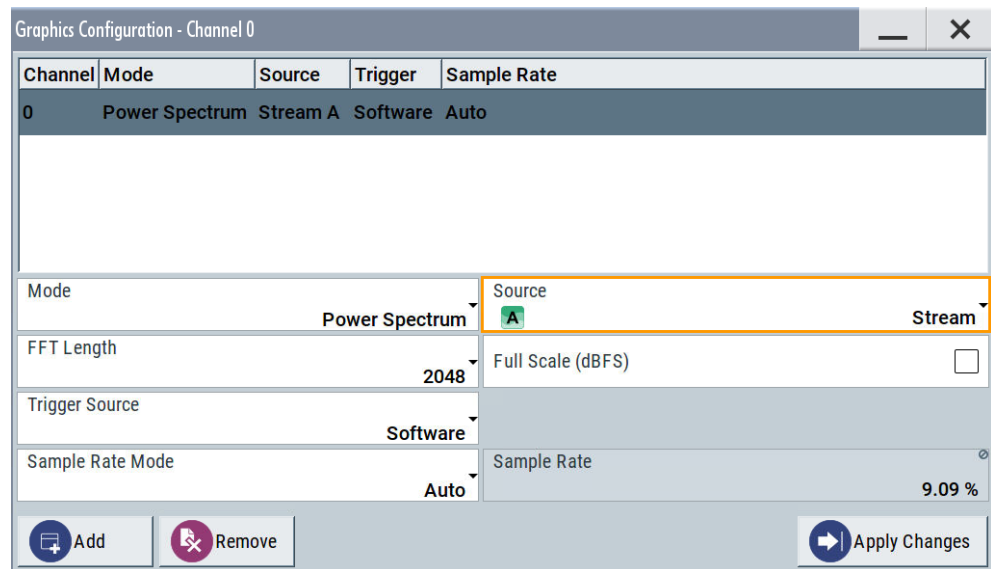 Graphics Configuration - Channel 0
Channel Mode Source Trigger Sample Rate
0 Power Spectrum Stream A Software Auto
Mode
Power Spectrum
Source
A Stream
FFT Length
2048
Full Scale (dBFS)
Trigger Source
Software
Sample Rate Mode
Auto
Sample Rate
9.09 %
Add
Remove
Apply Changes